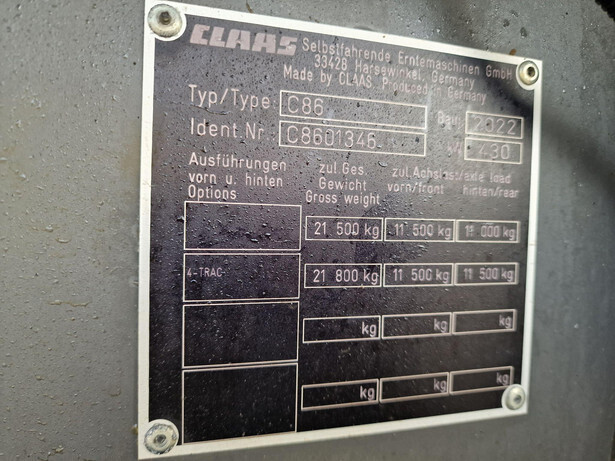 CLAAS Selbstfahrende Erntemaschinen GmbH
33428 Harsewinkel, Germany
Made by CLAAS Produced in Germany
Typ/Type C86 2022
Ident.Nr. C8601346 430
Ausführungen vorn u. hinten Options zul. Ges. Gewicht Gross weight zul. Achslast/axle load vorn/front hinten/rear
21 500 kg 11 500 kg 000 kg
4-TRAC 21 800 kg 11 500 kg 11 500 kg
kg kg kg
kg kg kg